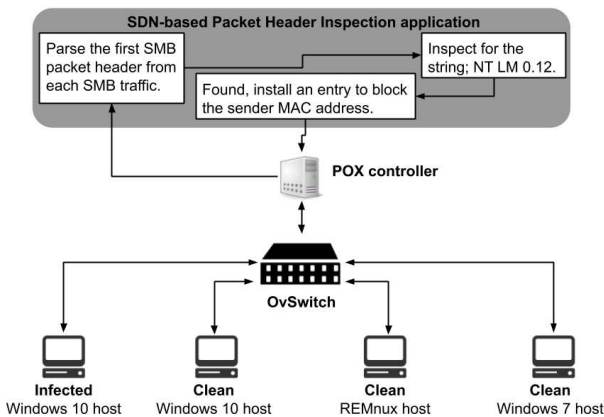 SDN-based Packet Header Inspection application
Parse the first SMB
packet header from
each SMB traffic.
Inspect for the
string; NT LM 0.12.
Found, install an entry to block
the sender MAC address.
POX controller
OvSwitch
Infected
Windows 10 host
Clean
Windows 10 host
Clean
REMnux host
Clean
Windows 7 host